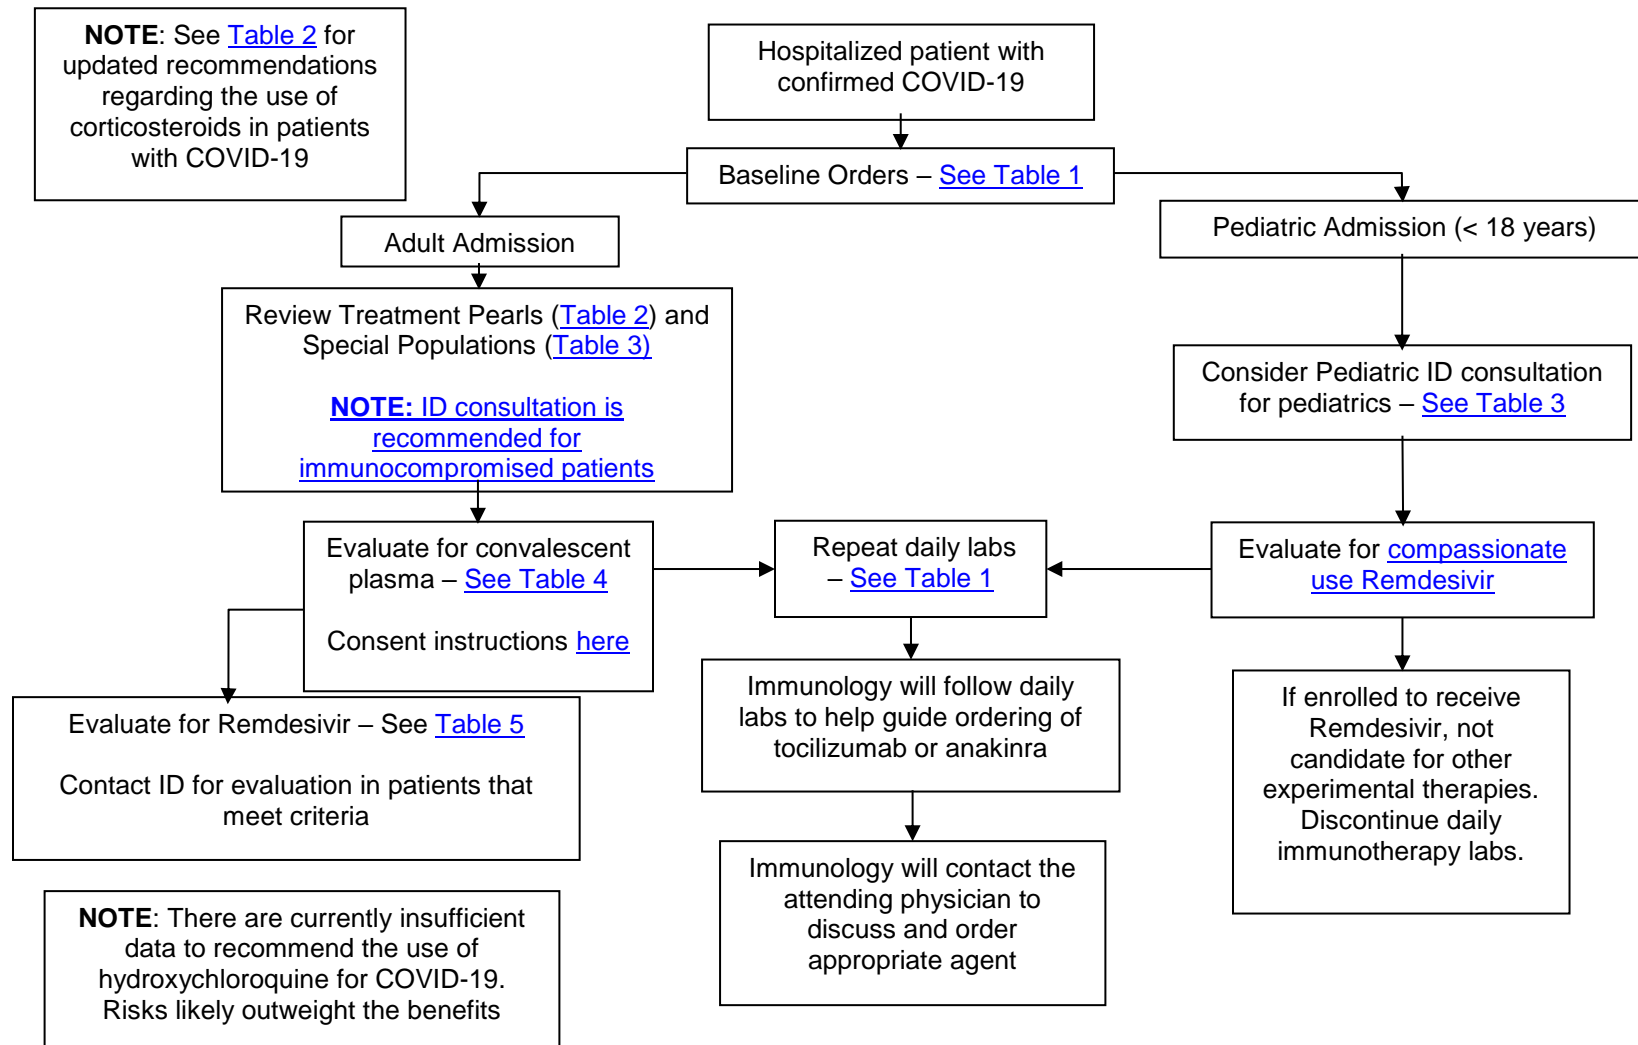 NOTE: See Table 2 for
updated recommendations
regarding the use of
corticosteroids in patients
with COVID-19
Hospitalized patient with
confirmed COVID-19
Baseline Orders – See Table 1
Adult Admission
Pediatric Admission (< 18 years)
Review Treatment Pearls (Table 2) and
Special Populations (Table 3)
NOTE: ID consultation is
recommended for
immunocompromised patients
Consider Pediatric ID consultation
for pediatrics – See Table 3
Evaluate for convalescent
plasma – See Table 4
Consent instructions here
Repeat daily labs
– See Table 1
Evaluate for compassionate
use Remdesivir
Evaluate for Remdesivir – See Table 5
Contact ID for evaluation in patients that
meet criteria
Immunology will follow daily
labs to help guide ordering of
tocilizumab or anakinra
If enrolled to receive
Remdesivir, not
candidate for other
experimental therapies.
Discontinue daily
immunotherapy labs.
Immunology will contact the
attending physician to
discuss and order
appropriate agent
NOTE: There are currently insufficient
data to recommend the use of
hydroxychloroquine for COVID-19.
Risks likely outweight the benefits